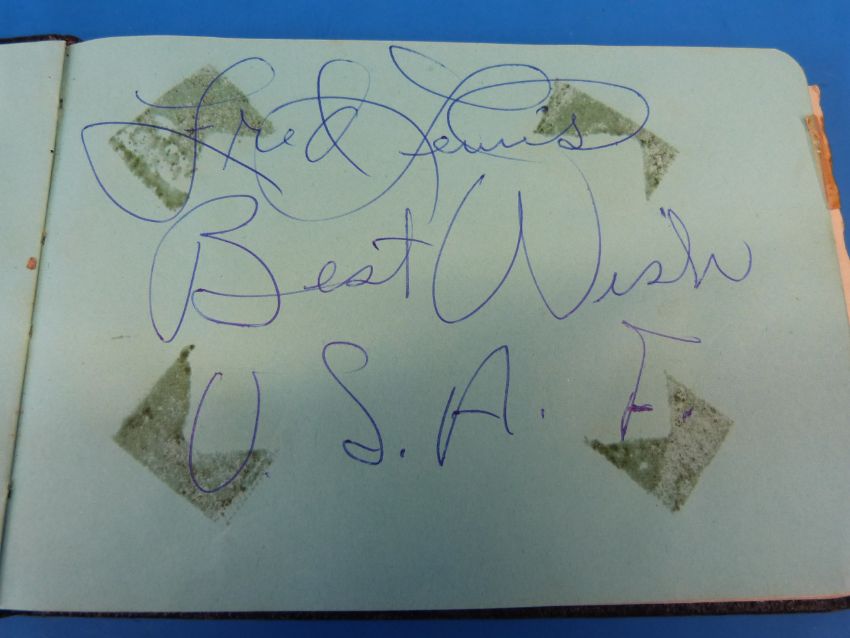 Fred Lewis
Best Wish
U. S. A. F.